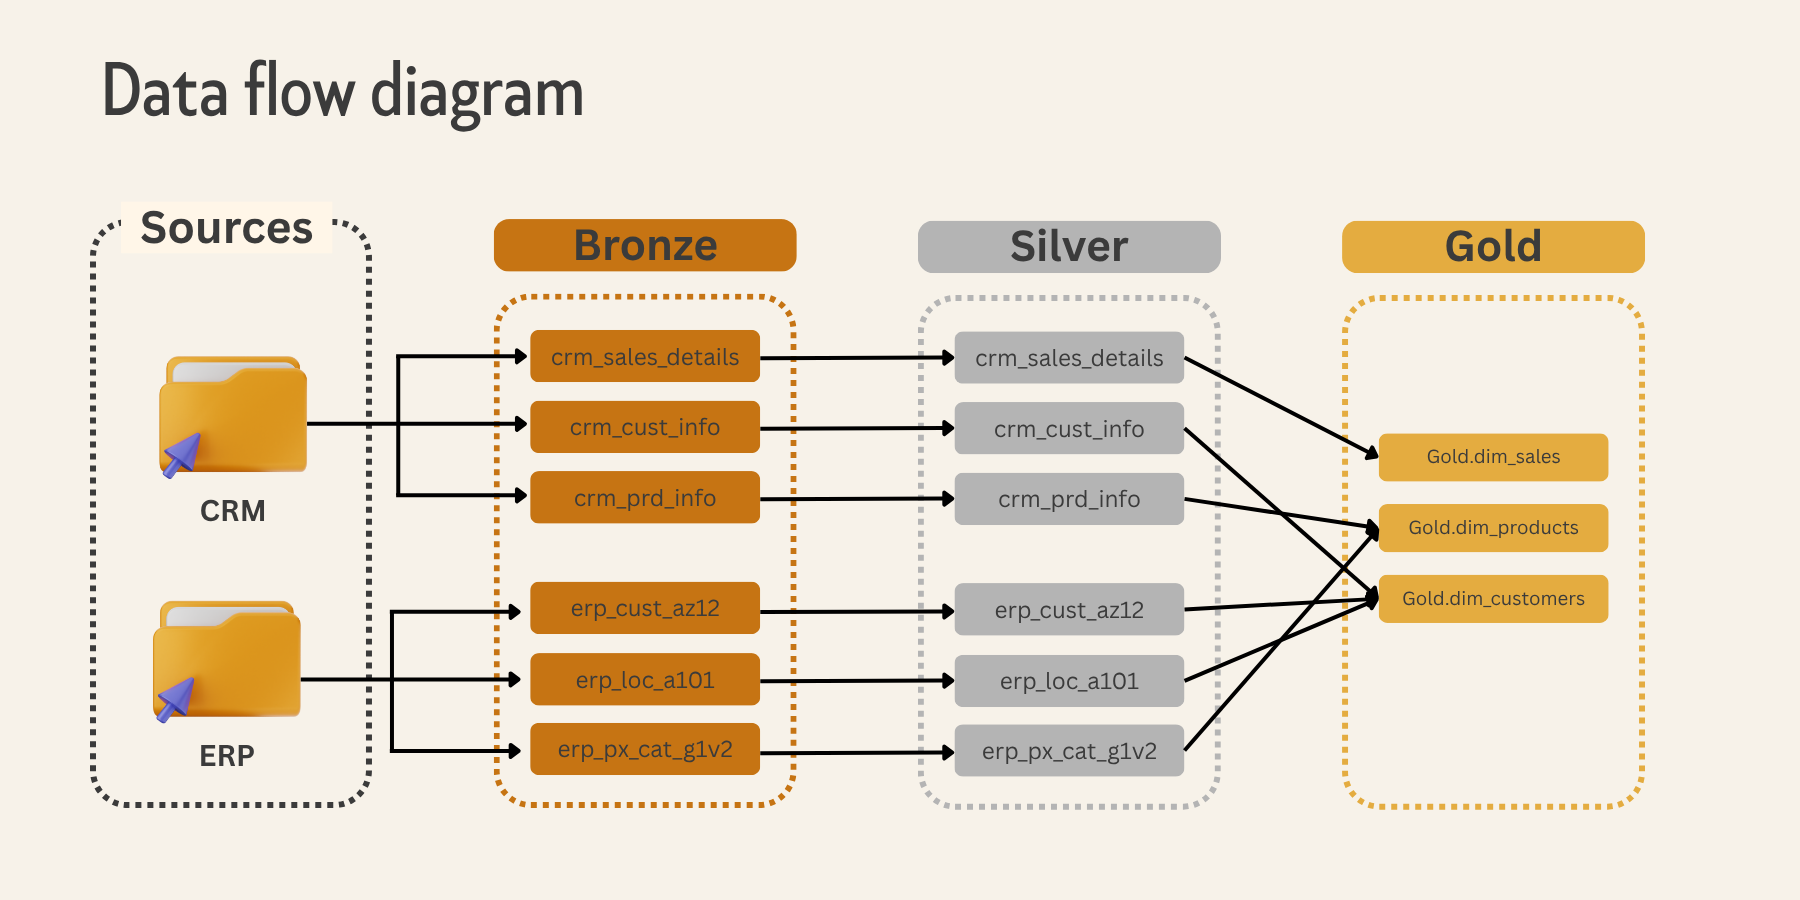 Data flow diagram
Sources
CRM
ERP
Bronze
crm_sales_details
crm_cust_info
crm_prd_info
erp_cust_az12
erp_loc_a101
erp_px_cat_g1v2
Silver
crm_sales_details
crm_cust_info
crm_prd_info
erp_cust_az12
erp_loc_a101
erp_px_cat_g1v2
Gold
Gold.dim_sales
Gold.dim_products
Gold.dim_customers